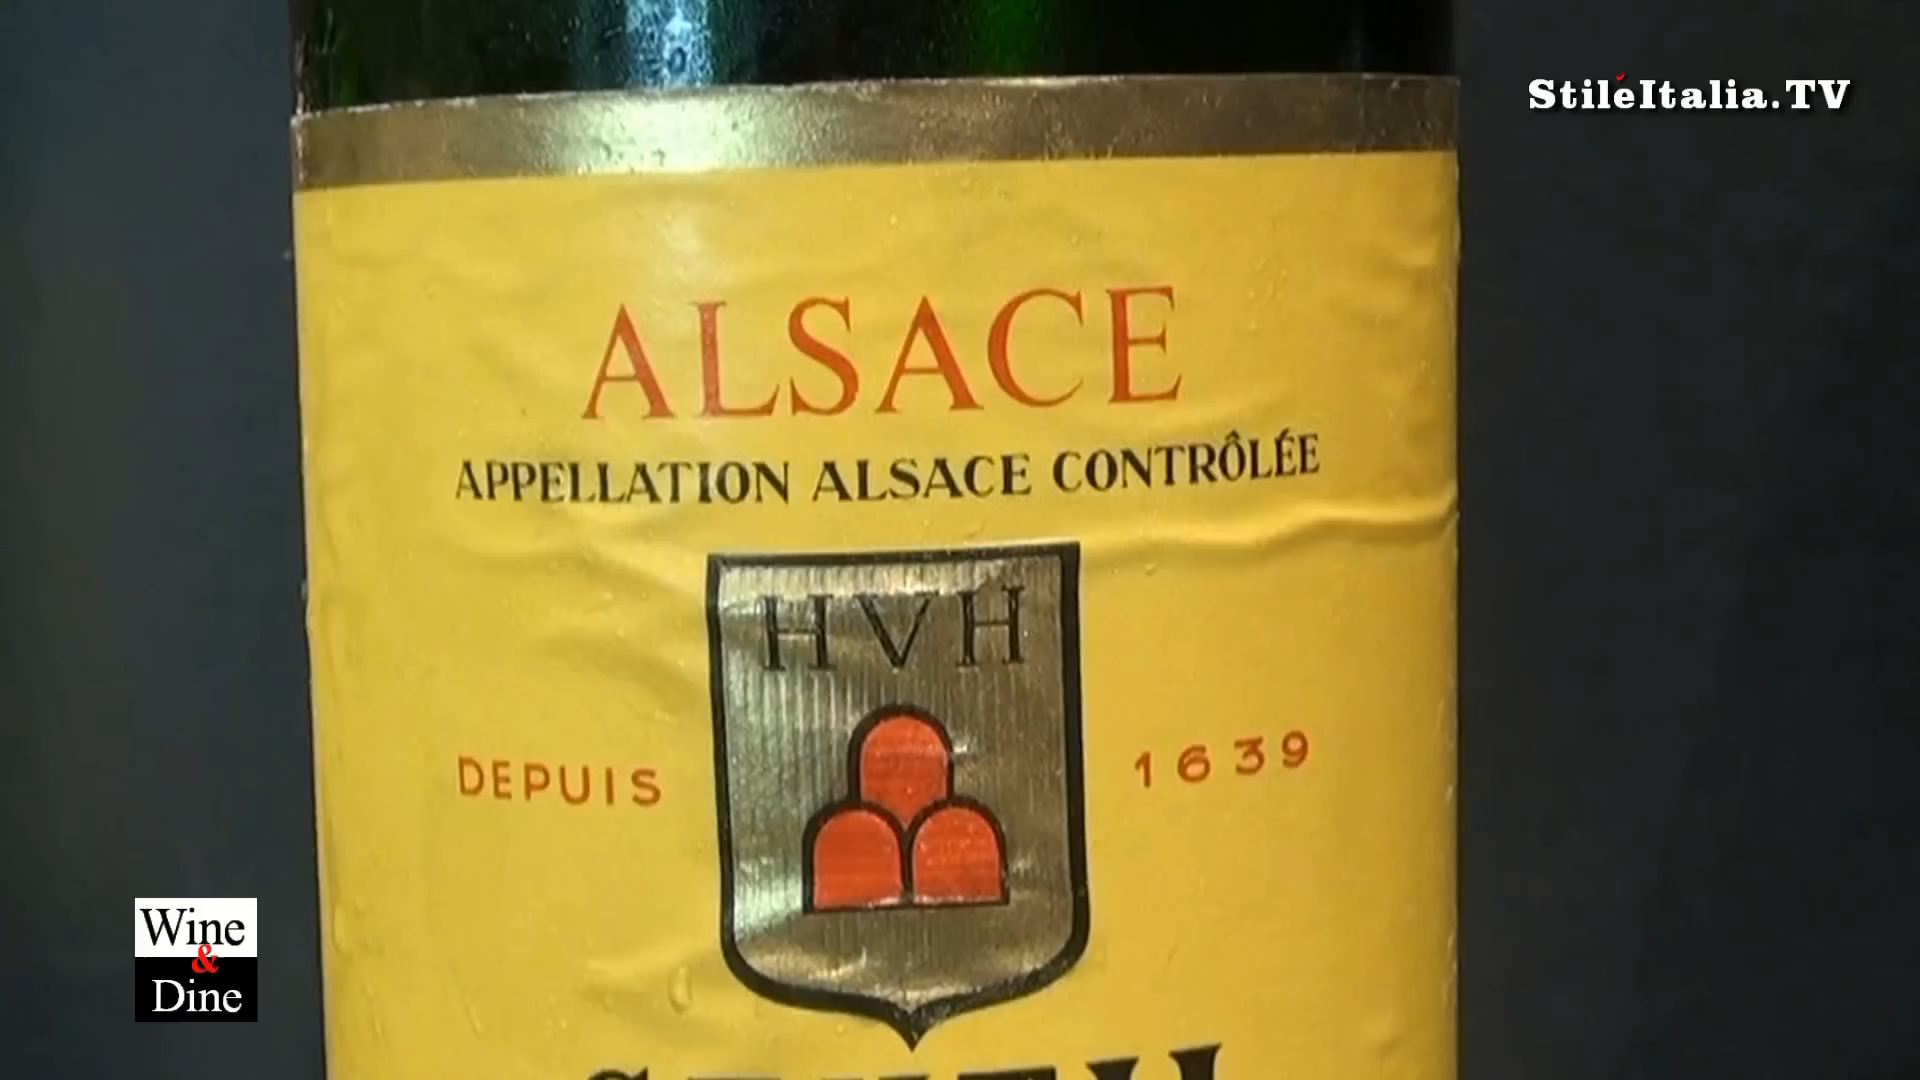 StileItalia.TV
ALSACE
APPELLATION ALSACE CONTRÔLÉE
HVH
DEPUIS 1639
Wine
&
Dine